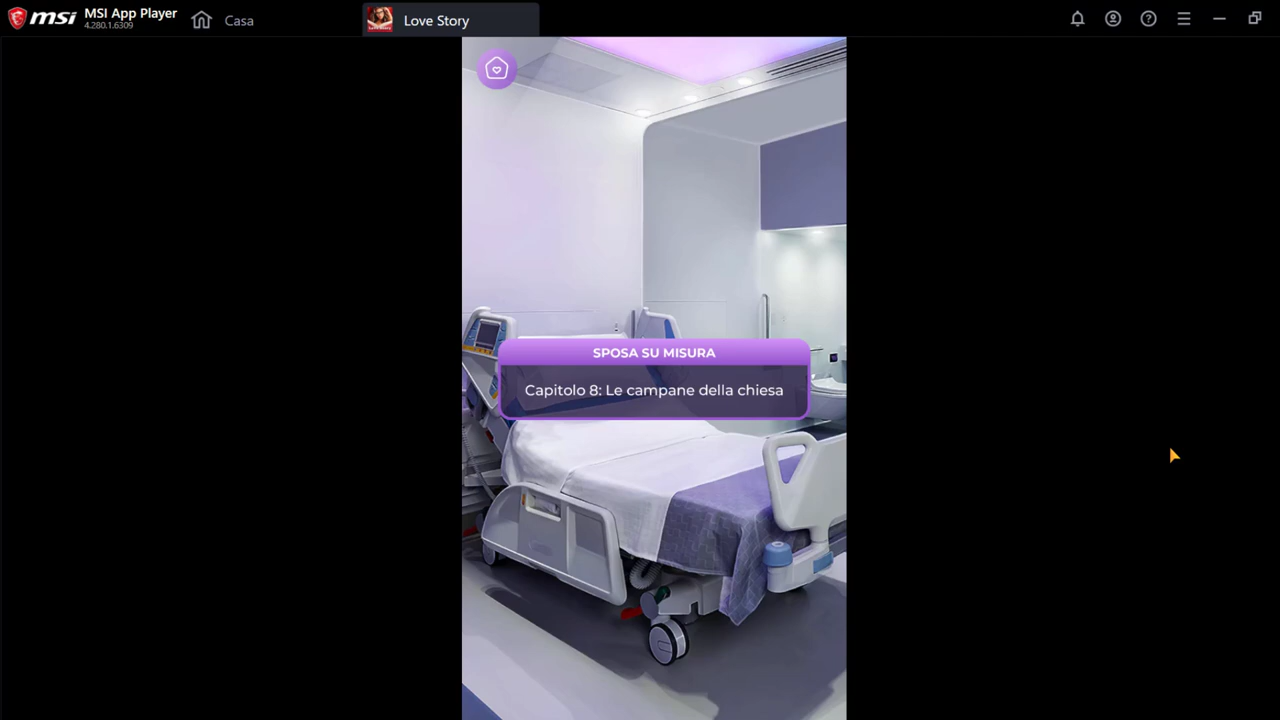 msi MSI App Player
4.280.1.6309
Casa
Love Story
SPOSA SU MISURA
Capitolo 8: Le campane della chiesa